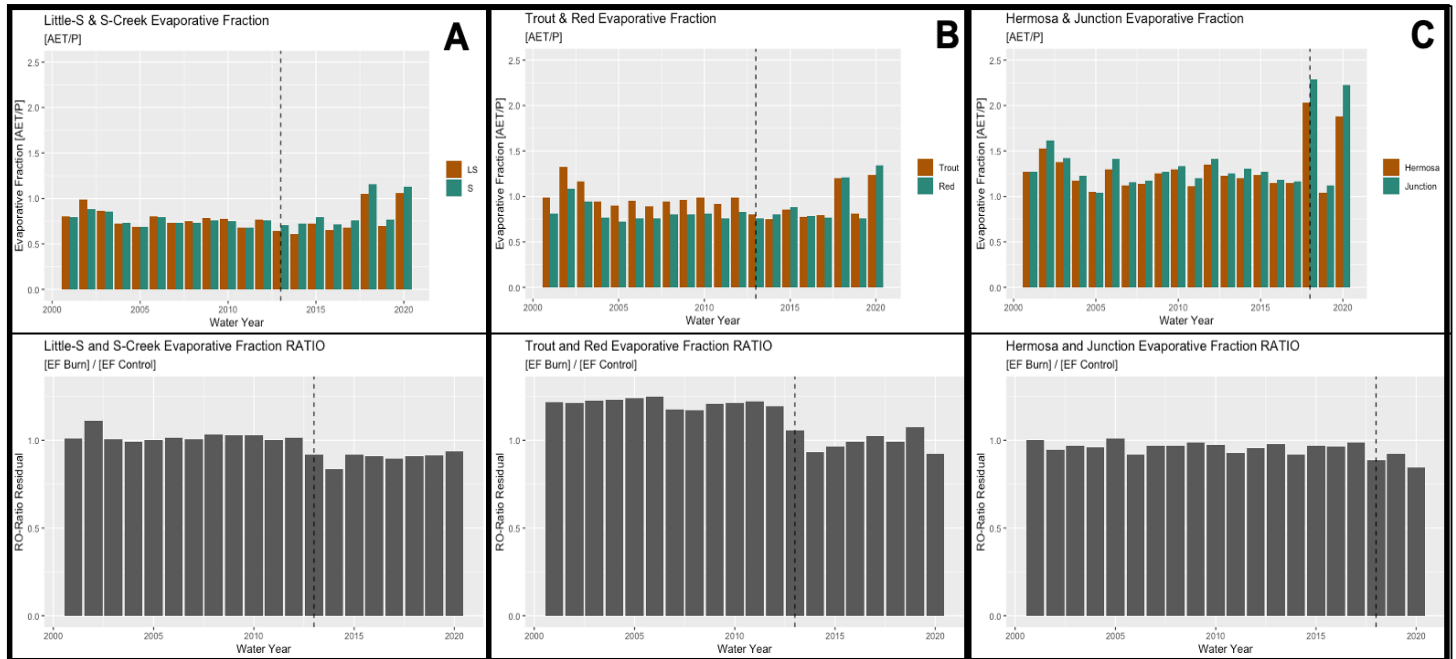 Little-S & S-Creek Evaporative Fraction
[AET/P]
A
2.5
2.0
1.5
1.0
0.5
0.0
Evaporative Fraction [AET/P]
2000
2005
2010
2015
2020
Water Year
LS
S
Trout & Red Evaporative Fraction
[AET/P]
B
2.5
2.0
1.5
1.0
0.5
0.0
Evaporative Fraction [AET/P]
2000
2005
2010
2015
2020
Water Year
Trout
Red
Hermosa & Junction Evaporative Fraction
[AET/P]
C
2.5
2.0
1.5
1.0
0.5
0.0
Evaporative Fraction [AET/P]
2000
2005
2010
2015
2020
Water Year
Hermosa
Junction
Little-S and S-Creek Evaporative Fraction RATIO
[EF Burn] / [EF Control]
1.0
0.5
0.0
RO-Ratio Residual
2000
2005
2010
2015
2020
Water Year
Trout and Red Evaporative Fraction RATIO
[EF Burn] / [EF Control]
1.0
0.5
0.0
RO-Ratio Residual
2000
2005
2010
2015
2020
Water Year
Hermosa and Junction Evaporative Fraction RATIO
[EF Burn] / [EF Control]
1.0
0.5
0.0
RO-Ratio Residual
2000
2005
2010
2015
2020
Water Year